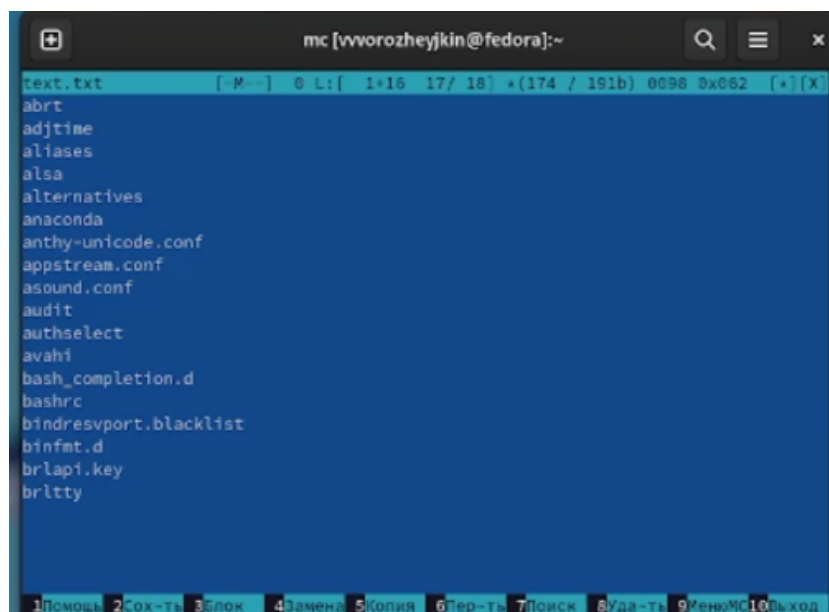 mc [vvvorozheyjkin@fedora]:~
text.txt [-M--] 0 L:[ 1+16 17/ 18] *(174 / 191b) 0098 0x062 [*][X]
abrt
adjtime
aliases
alsa
alternatives
anaconda
anthy-unicode.conf
appstream.conf
asound.conf
audit
authselect
avahi
bash_completion.d
bashrc
bindresvport.blacklist
binfmt.d
brlapi.key
brltty
1Помощь 2Сох~ть 3Блок 4Замена 5Копия 6Пер~ть 7Поиск 8Уда~ть 9МенюMC 10Выход